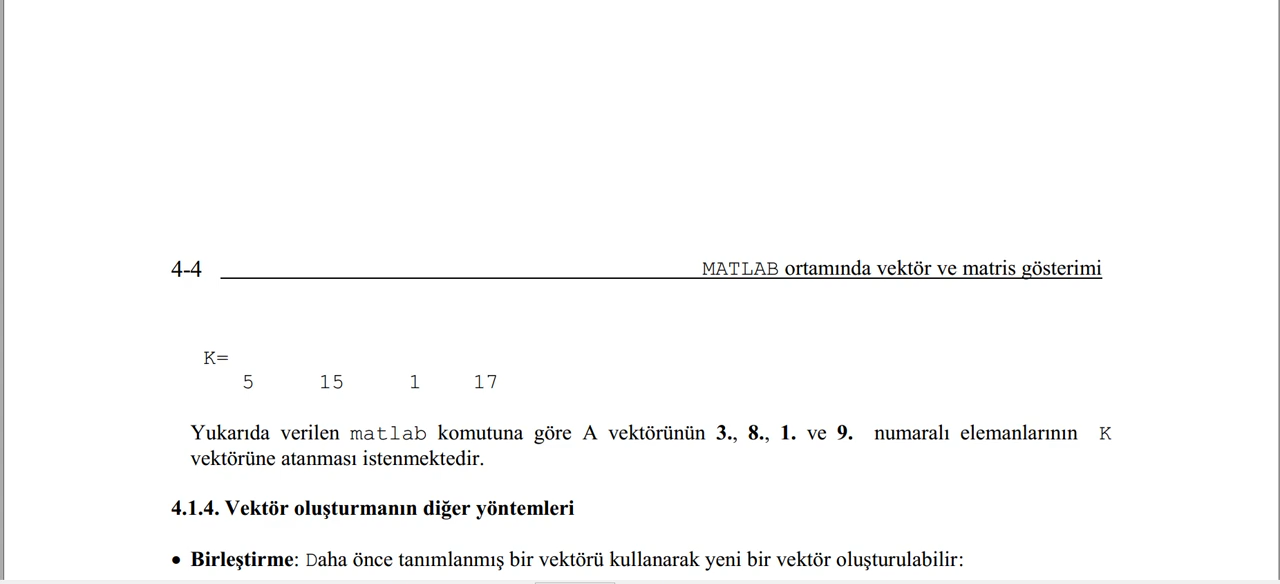 4-4 MATLAB ortamında vektör ve matris gösterimi
K=
5 15 1 17
Yukarıda verilen matlab komutuna göre A vektörünün 3., 8., 1. ve 9. numaralı elemanlarının K
vektörüne atanması istenmektedir.
4.1.4. Vektör oluşturmanın diğer yöntemleri
• Birleştirme: Daha önce tanımlanmış bir vektörü kullanarak yeni bir vektör oluşturulabilir: